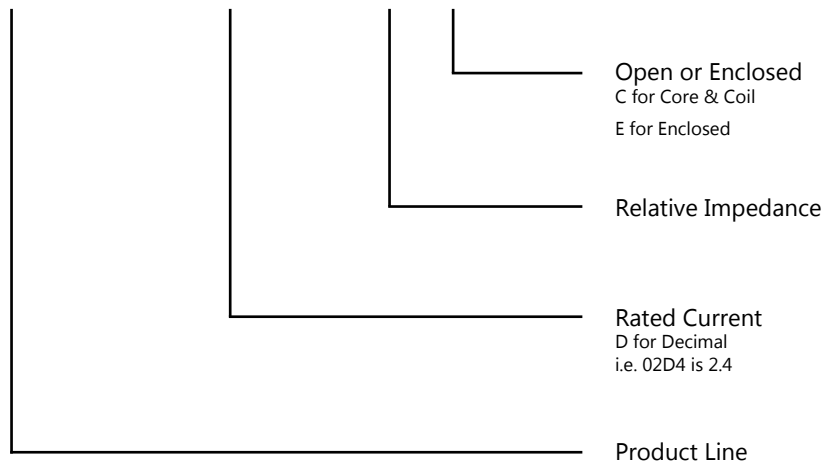 Open or Enclosed
C for Core & Coil
E for Enclosed
Relative Impedance
Rated Current
D for Decimal
i.e. 02D4 is 2.4
Product Line